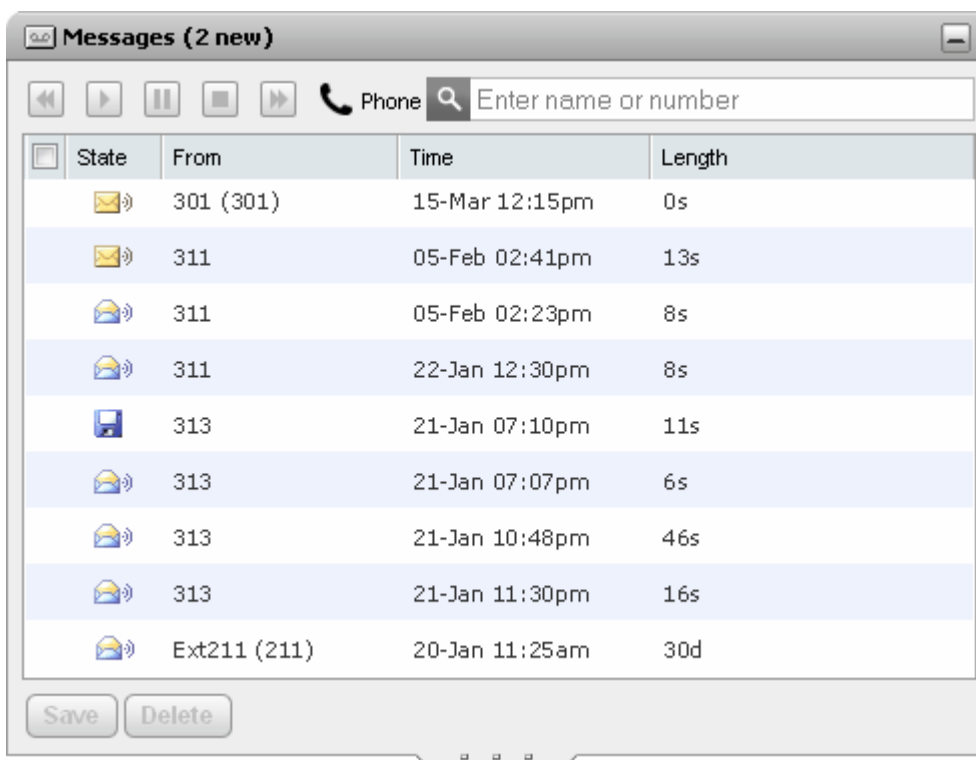 Messages (2 new)
Phone Enter name or number
State From Time Length
301 (301) 15-Mar 12:15pm 0s
311 05-Feb 02:41pm 13s
311 05-Feb 02:23pm 8s
311 22-Jan 12:30pm 8s
313 21-Jan 07:10pm 11s
313 21-Jan 07:07pm 6s
313 21-Jan 10:48pm 46s
313 21-Jan 11:30pm 16s
Ext211 (211) 20-Jan 11:25am 30d
Save Delete